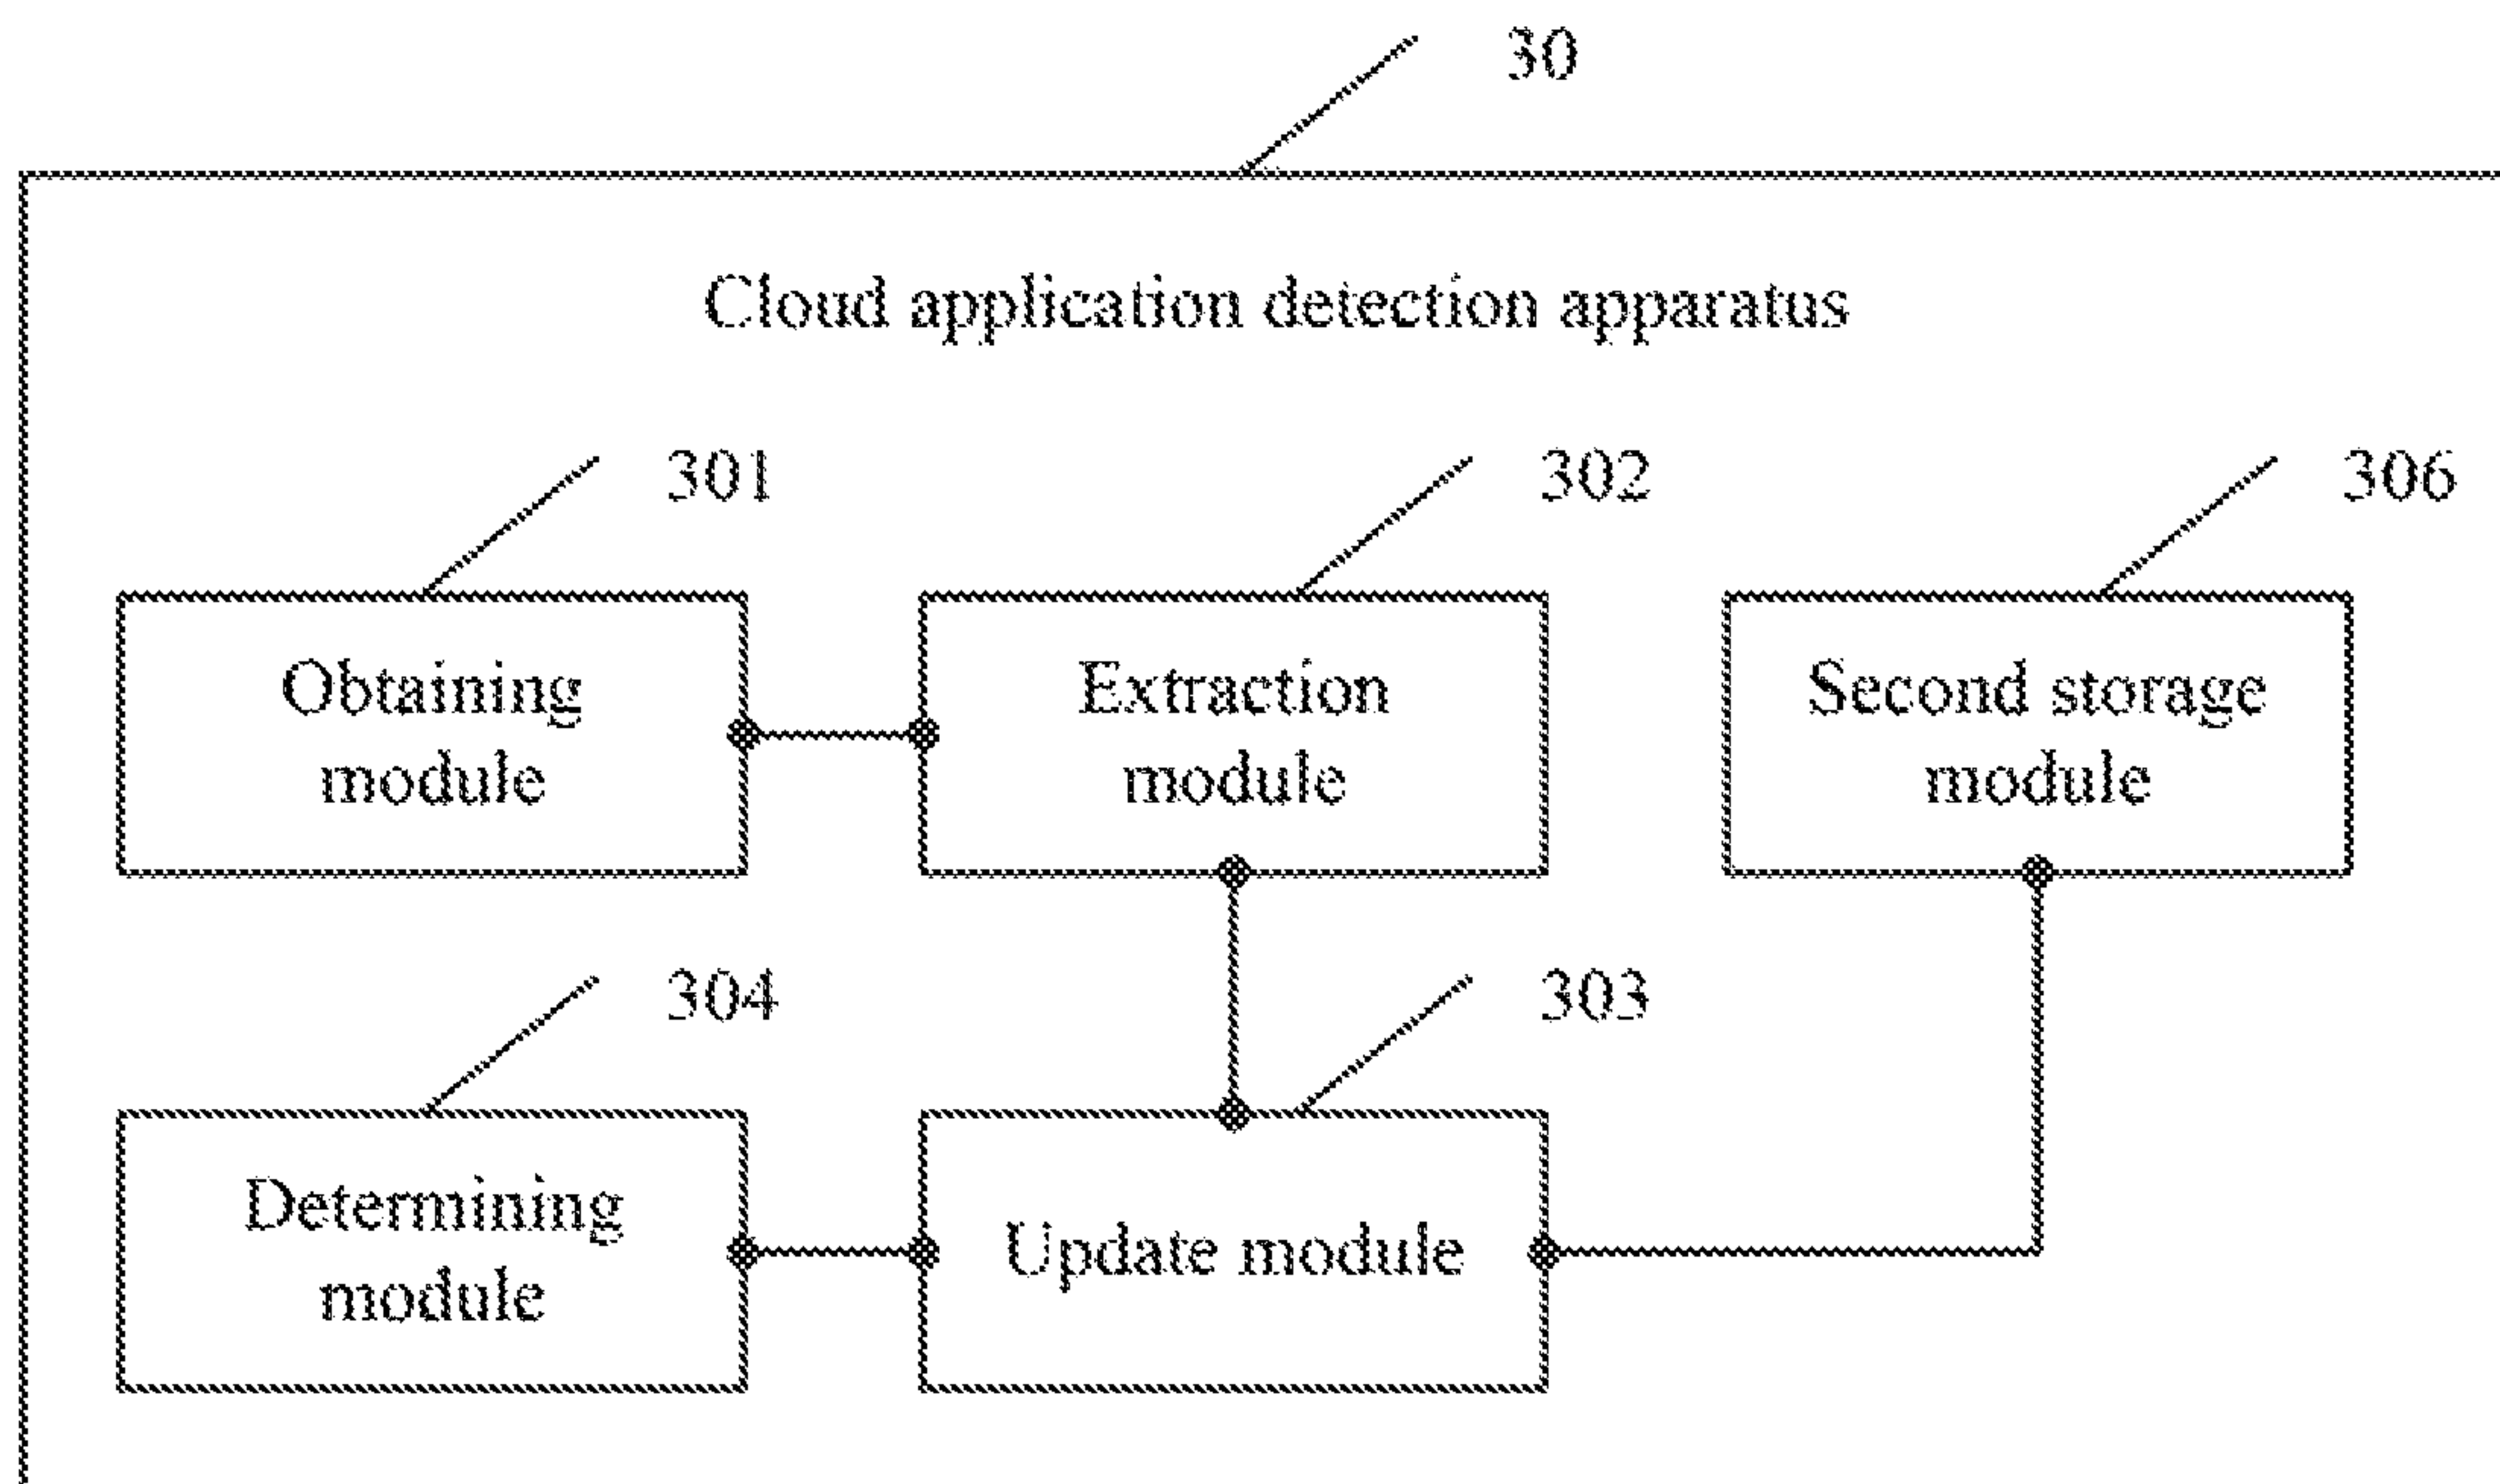 30
Cloud application detection apparatus
301
302
306
Obtaining
module
Extraction
module
Second storage
module
304
303
Determining
module
Update module